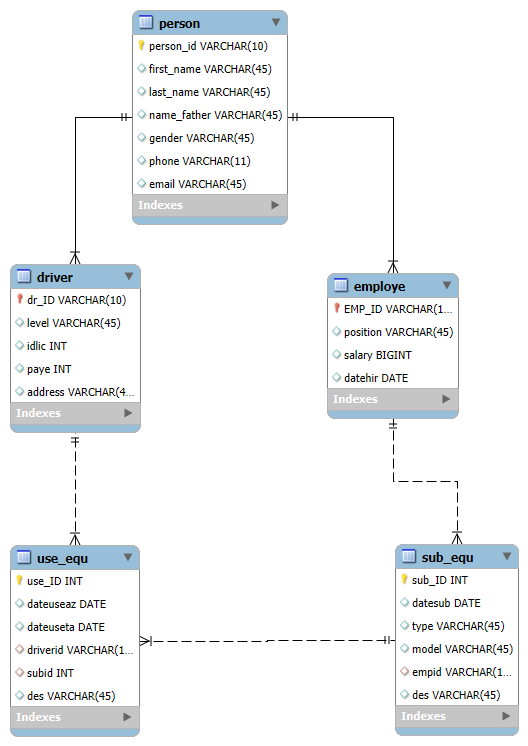 person
person_id VARCHAR(10)
first_name VARCHAR(45)
last_name VARCHAR(45)
name_father VARCHAR(45)
gender VARCHAR(45)
phone VARCHAR(11)
email VARCHAR(45)
Indexes
driver
dr_ID VARCHAR(10)
level VARCHAR(45)
idlic INT
paye INT
address VARCHAR(4...
Indexes
employe
EMP_ID VARCHAR(1...
position VARCHAR(45)
salary BIGINT
datehir DATE
Indexes
use_equ
use_ID INT
dateuseaz DATE
dateuseta DATE
driverid VARCHAR(1...
subid INT
des VARCHAR(45)
Indexes
sub_equ
sub_ID INT
datesub DATE
type VARCHAR(45)
model VARCHAR(45)
empid VARCHAR(1...
des VARCHAR(45)
Indexes